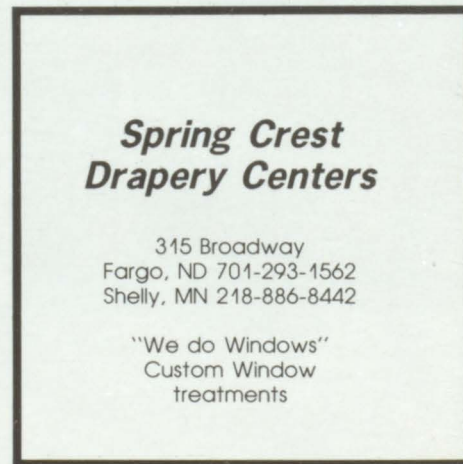 Spring Crest
Drapery Centers
315 Broadway
Fargo, ND 701-293-1562
Shelly, MN 218-886-8442
"We do Windows"
Custom Window
treatments